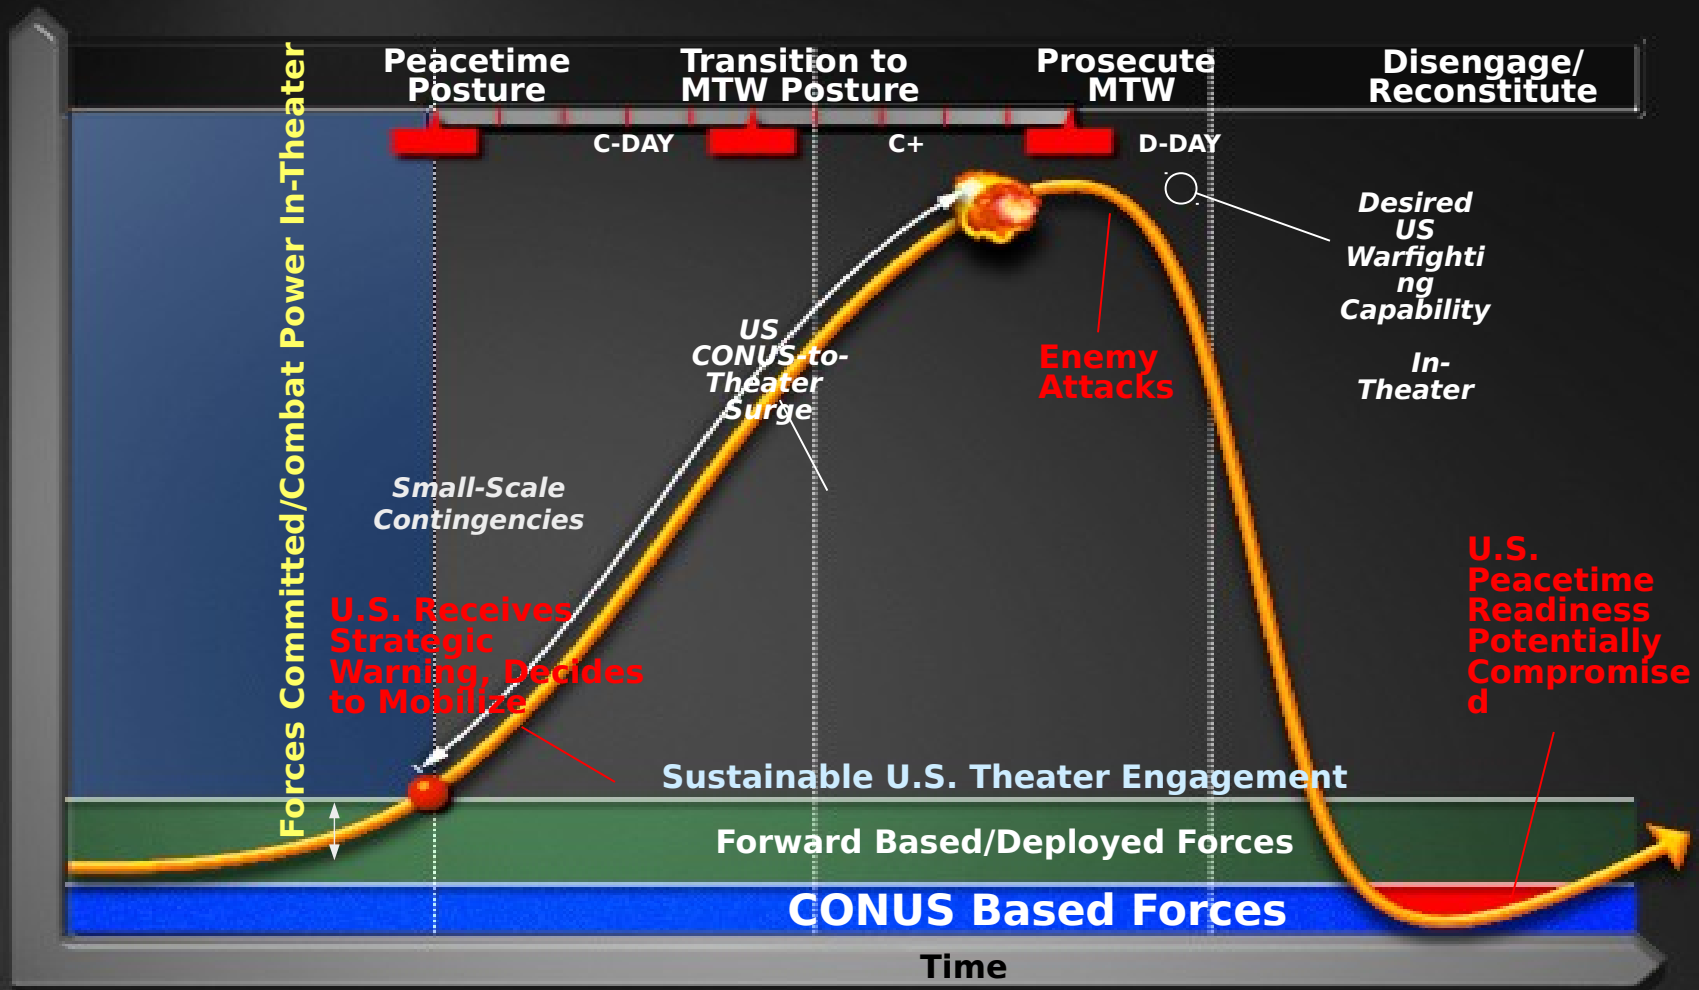 Peacetime
Posture
Transition to
MTW Posture
Prosecute
MTW
Disengage/
Reconstitute
C-DAY
C+
D-DAY
Forces Committed/Combat Power In-Theater
Desired
US
Warfighti
ng
Capability
In-
Theater
US
CONUS-to-
Theater
Surge
Enemy
Attacks
Small-Scale
Contingencies
U.S. Receives
Strategic
Warning, Decides
to Mobilize
U.S.
Peacetime
Readiness
Potentially
Compromise
d
Sustainable U.S. Theater Engagement
Forward Based/Deployed Forces
CONUS Based Forces
Time